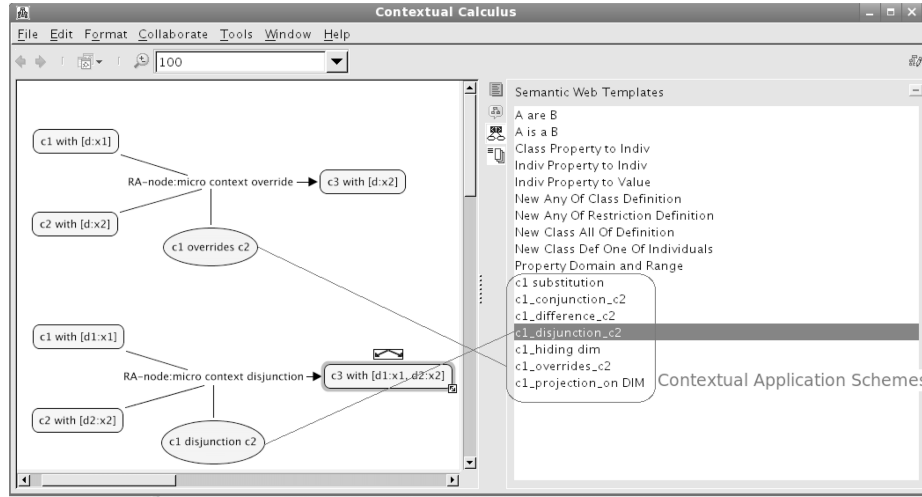 Contextual Calculus
File Edit Format Collaborate Tools Window Help
100
c1 with [d:x1]
RA-node:micro context override
c3 with [d:x2]
c2 with [d:x2]
c1 overrides c2
c1 with [d1:x1]
RA-node:micro context disjunction
c3 with [d1:x1, d2:x2]
c2 with [d2:x2]
c1 disjunction c2
Semantic Web Templates
A are B
A is a B
Class Property to Indiv
Indiv Property to Indiv
Indiv Property to Value
New Any Of Class Definition
New Any Of Restriction Definition
New Class All Of Definition
New Class Def One Of Individuals
Property Domain and Range
c1 substitution
c1_conjunction_c2
c1_difference_c2
c1_disjunction_c2
c1_hiding dim
c1_overrides_c2
c1_projection_on DIM
Contextual Application Schemes